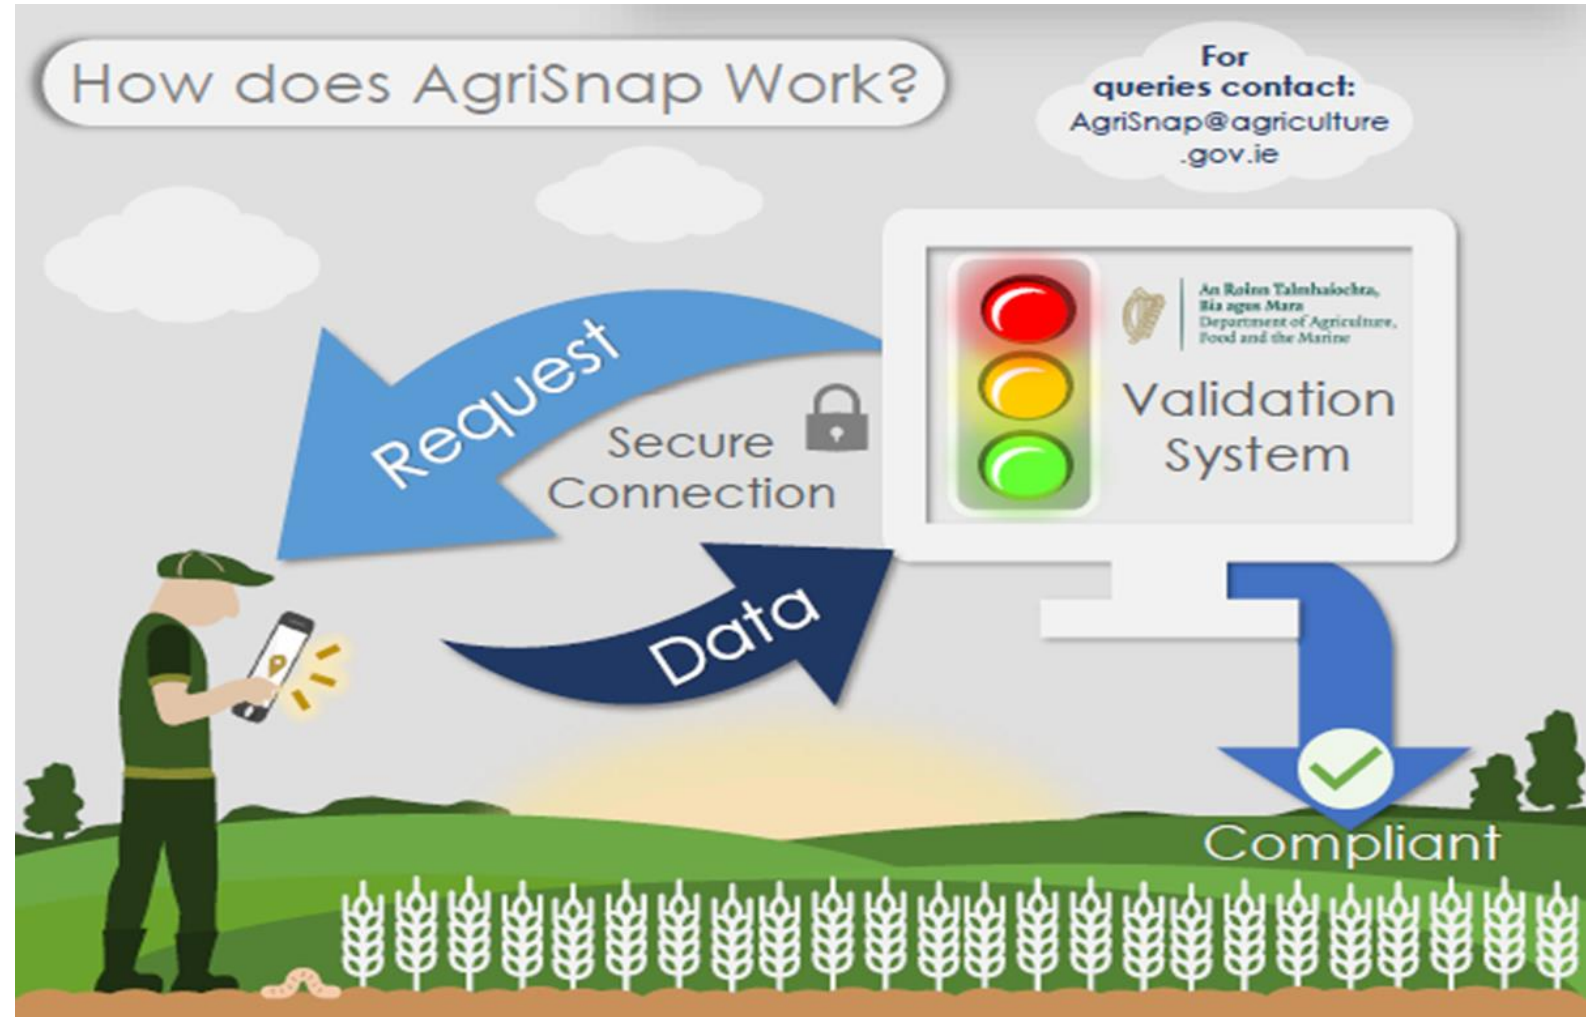 How does AgriSnap Work?
For
queries contact:
AgriSnap@agriculture
.gov.ie
An Roinn Talmhaíochta,
Bia agus Mara
Department of Agriculture,
Food and the Marine
Validation
System
Request
Secure
Connection
Data
Compliant